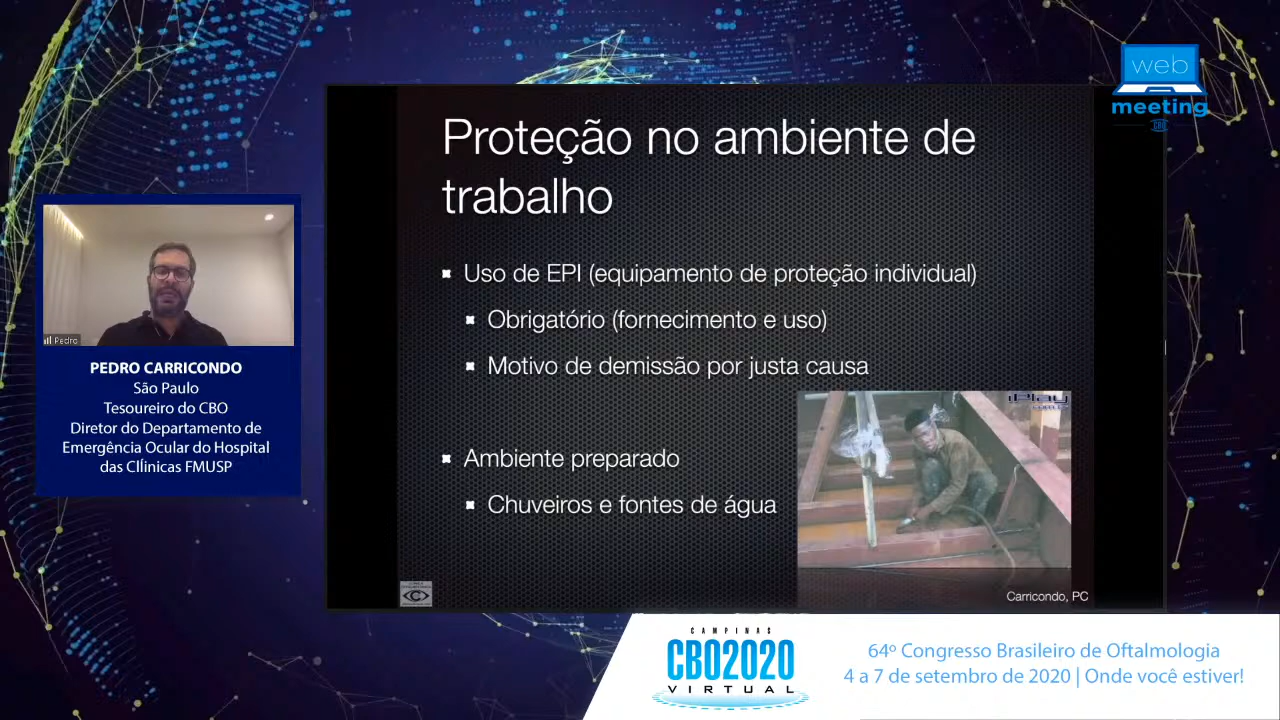 web
meeting
CBO
Proteção no ambiente de
trabalho
Uso de EPI (equipamento de proteção individual)
Obrigatório (fornecimento e uso)
Motivo de demissão por justa causa
Ambiente preparado
Chuveiros e fontes de água
iPlay
Carricondo, PC
Pedro
PEDRO CARRICONDO
São Paulo
Tesoureiro do CBO
Diretor do Departamento de
Emergência Ocular do Hospital
das ClÍinicas FMUSP
CAMPINAS
CBO2020
VIRTUAL
64º Congresso Brasileiro de Oftalmologia
4 a 7 de setembro de 2020 | Onde você estiver!